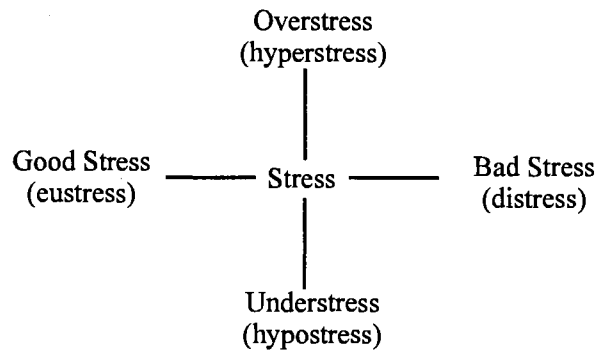 Overstress
(hyperstress)
Good Stress
(eustress)
Stress
Bad Stress
(distress)
Understress
(hypostress)